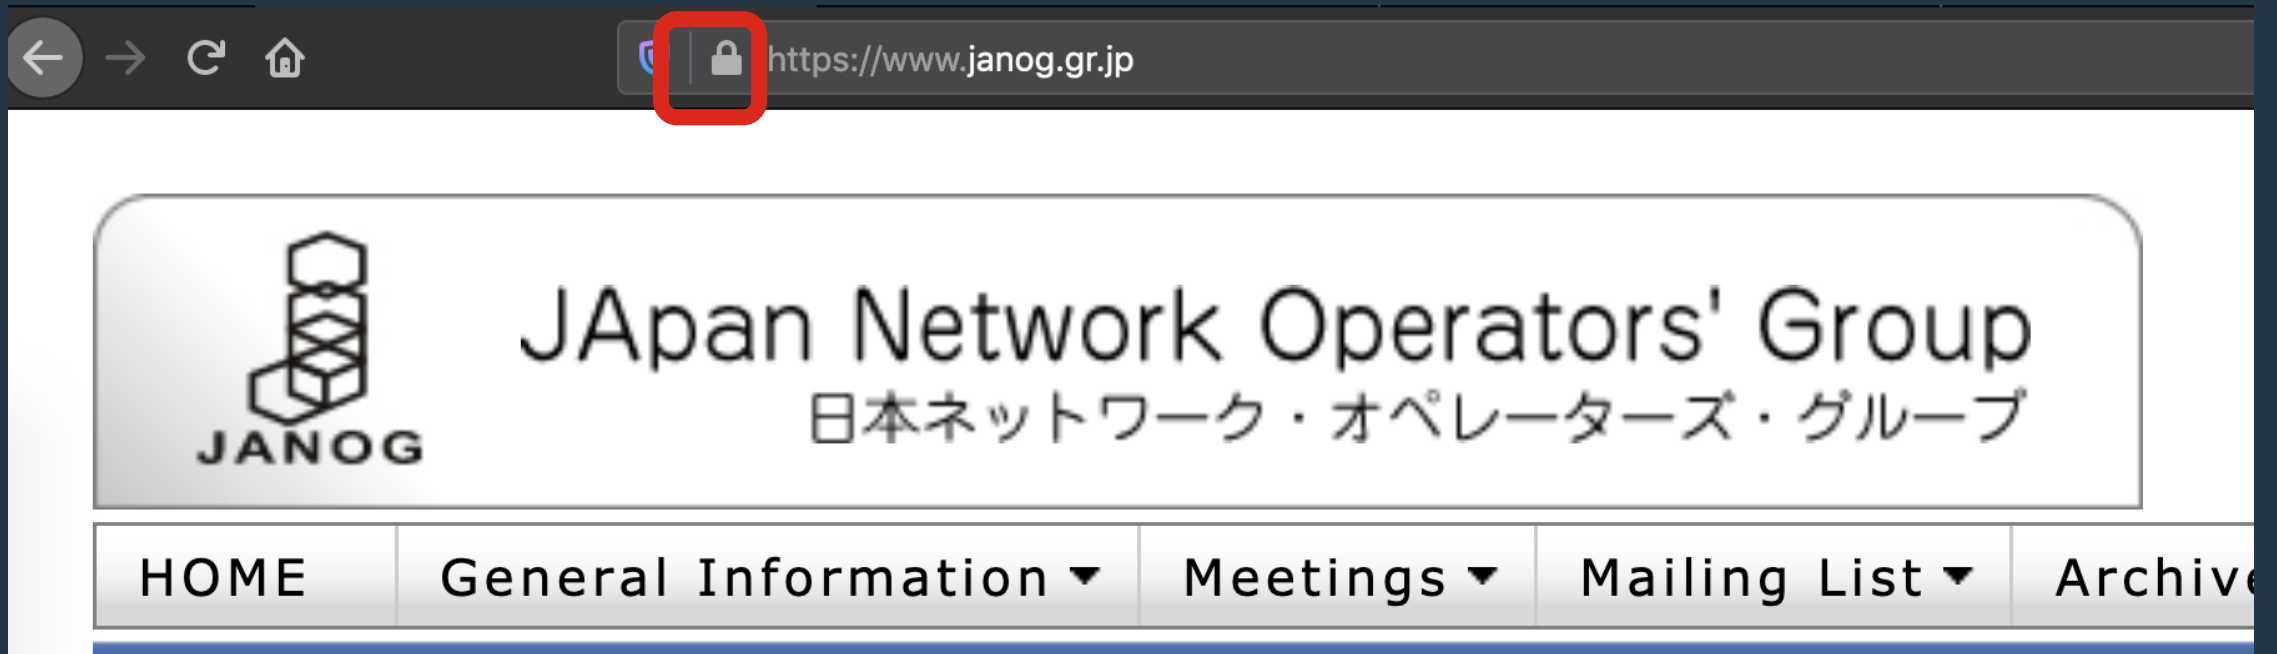 https://www.janog.gr.jp
JApan Network Operators' Group
日本ネットワーク・オペレーターズ・グループ
JANOG
HOME General Information Meetings Mailing List Archive